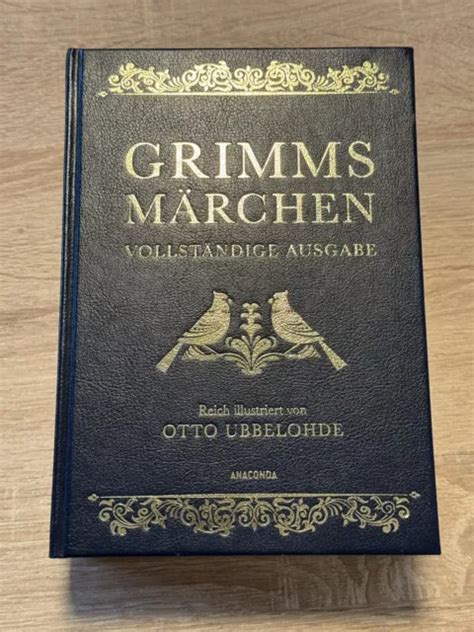 GRIMMS
MÄRCHEN
VOLLSTÄNDIGE AUSGABE
Reich illustriert von
OTTO UBBELOHDE
ANACONDA